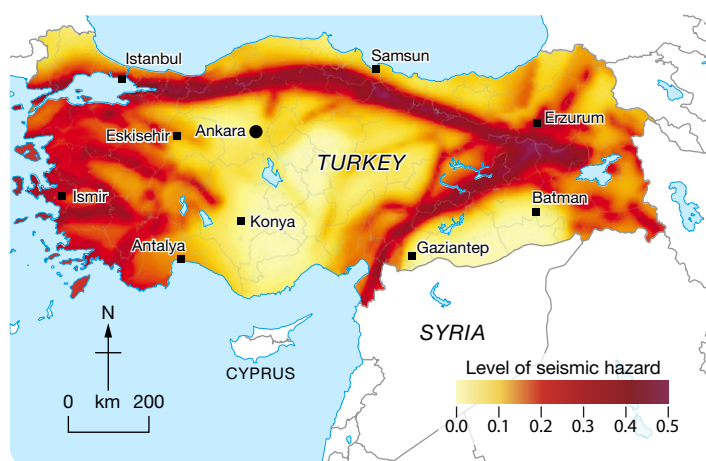 Istanbul
Samsun
Eskisehir
Ankara
Erzurum
TURKEY
Ismir
Batman
Konya
Antalya
Gaziantep
N
SYRIA
CYPRUS
0 km 200
Level of seismic hazard
0.0 0.1 0.2 0.3 0.4 0.5